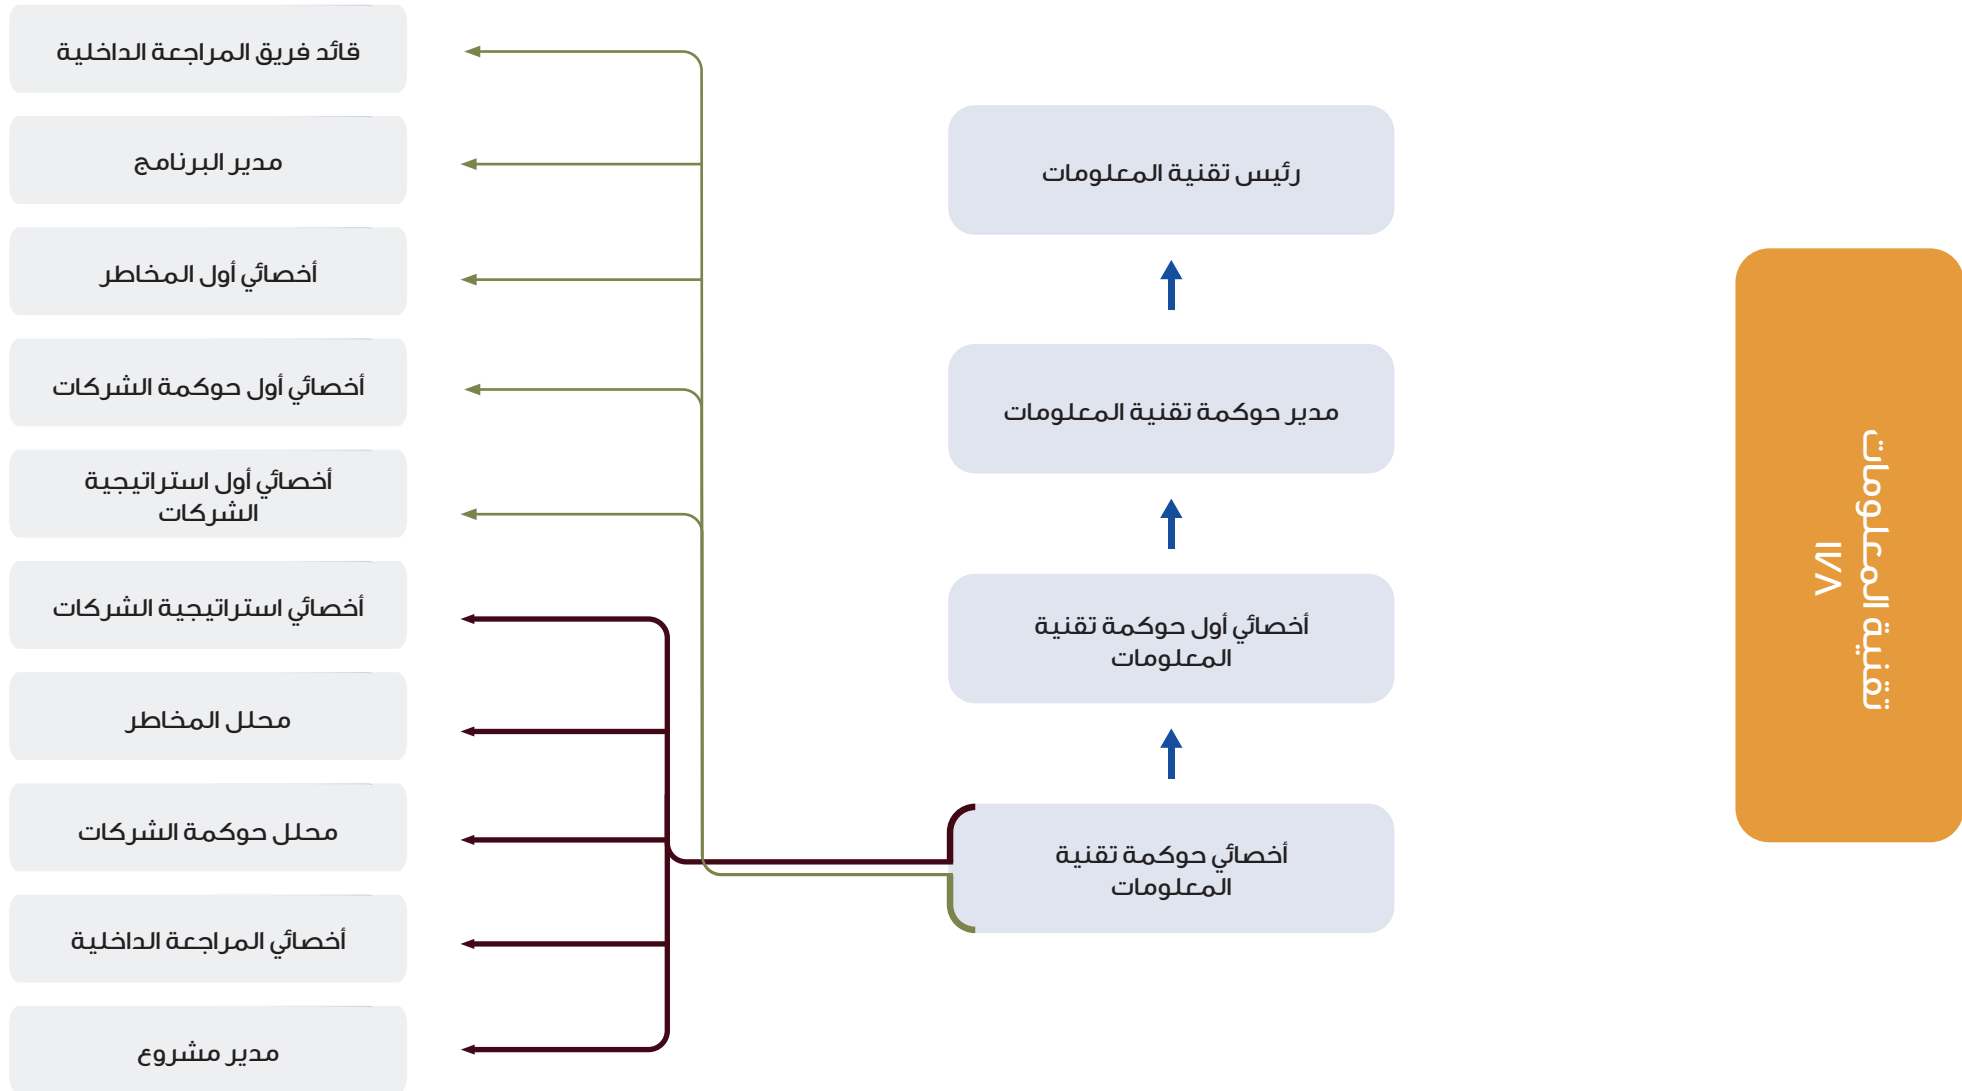 تقنية المعلومات
١١٧٨
رئيس تقنية المعلومات
مدير حوكمة تقنية المعلومات
أخصائي أول حوكمة تقنية
المعلومات
أخصائي حوكمة تقنية
المعلومات
قائد فريق المراجعة الداخلية
مدير البرنامج
أخصائي أول المخاطر
أخصائي أول حوكمة الشركات
أخصائي أول استراتيجية
الشركات
أخصائي استراتيجية الشركات
محلل المخاطر
محلل حوكمة الشركات
أخصائي المراجعة الداخلية
مدير مشروع